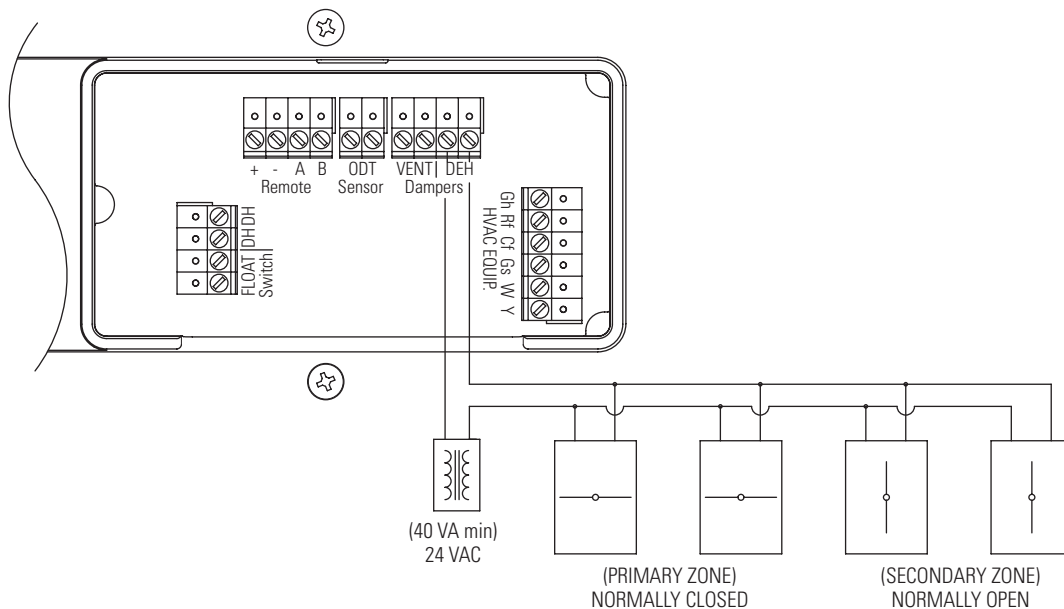 + - A B ODT VENT DEH
Remote Sensor Dampers
DH DH
FLOAT
Switch
Gh Rf Cf Gs W Y
HVAC EQUIP.
(40 VA min)
24 VAC
(PRIMARY ZONE)
NORMALLY CLOSED
(SECONDARY ZONE)
NORMALLY OPEN